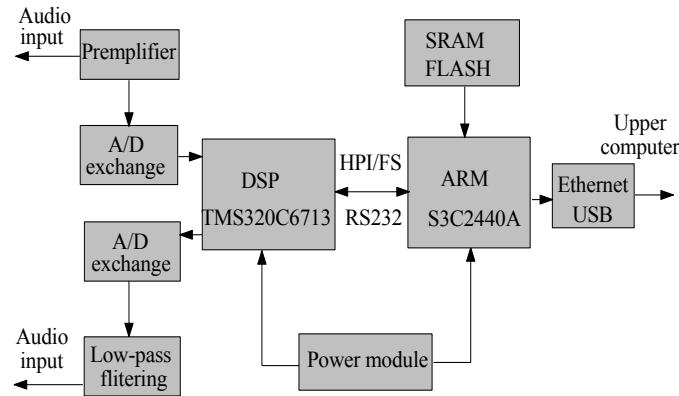 Audio
input
Premplifier
SRAM
FLASH
A/D
exchange
DSP
TMS320C6713
HPI/FS
RS232
ARM
S3C2440A
Upper
computer
Ethernet
USB
A/D
exchange
Audio
input
Low-pass
flitering
Power module